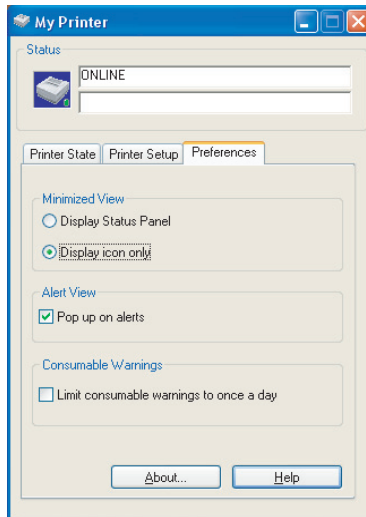 My Printer
Status
ONLINE
Printer State Printer Setup Preferences
Minimized View
Display Status Panel
Display icon only
Alert View
Pop up on alerts
Consumable Warnings
Limit consumable warnings to once a day
About... Help